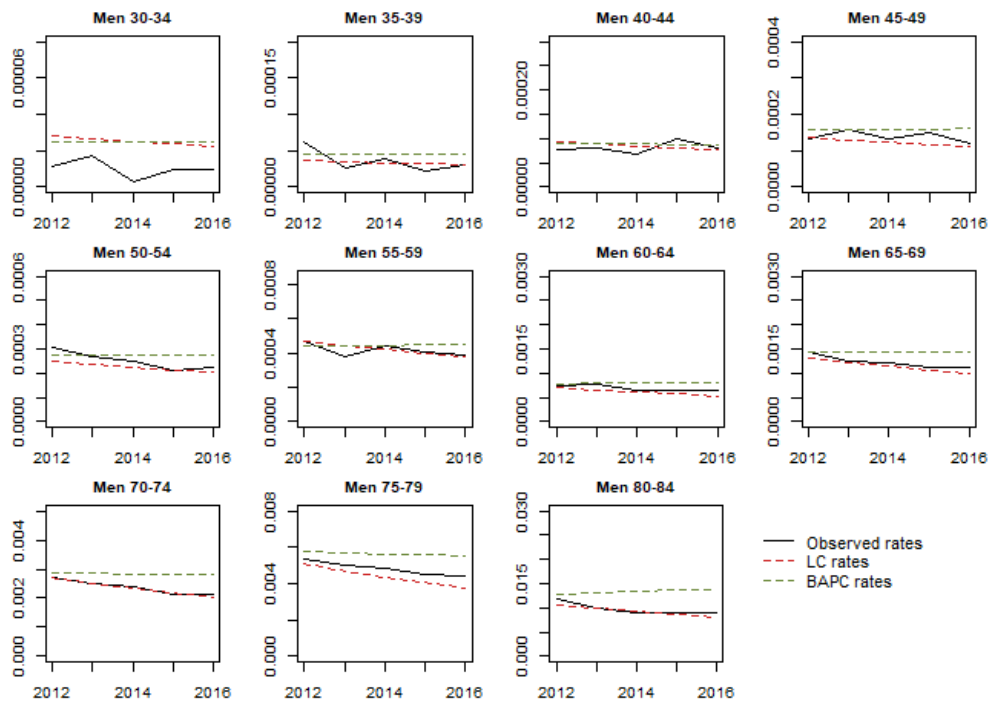 Men 30-34
Men 35-39
Men 40-44
Men 45-49
0.00006
0.00000
0.00015
0.00000
0.00020
0.00000
0.0004
0.0002
0.0000
2012 2014 2016
2012 2014 2016
2012 2014 2016
2012 2014 2016
Men 50-54
Men 55-59
Men 60-64
Men 65-69
0.0006
0.0003
0.0000
0.0008
0.0004
0.0000
0.0030
0.0015
0.0000
0.0030
0.0015
0.0000
2012 2014 2016
2012 2014 2016
2012 2014 2016
2012 2014 2016
Men 70-74
Men 75-79
Men 80-84
0.004
0.002
0.000
0.008
0.004
0.000
0.030
0.015
0.000
2012 2014 2016
2012 2014 2016
2012 2014 2016
Observed rates
LC rates
BAPC rates